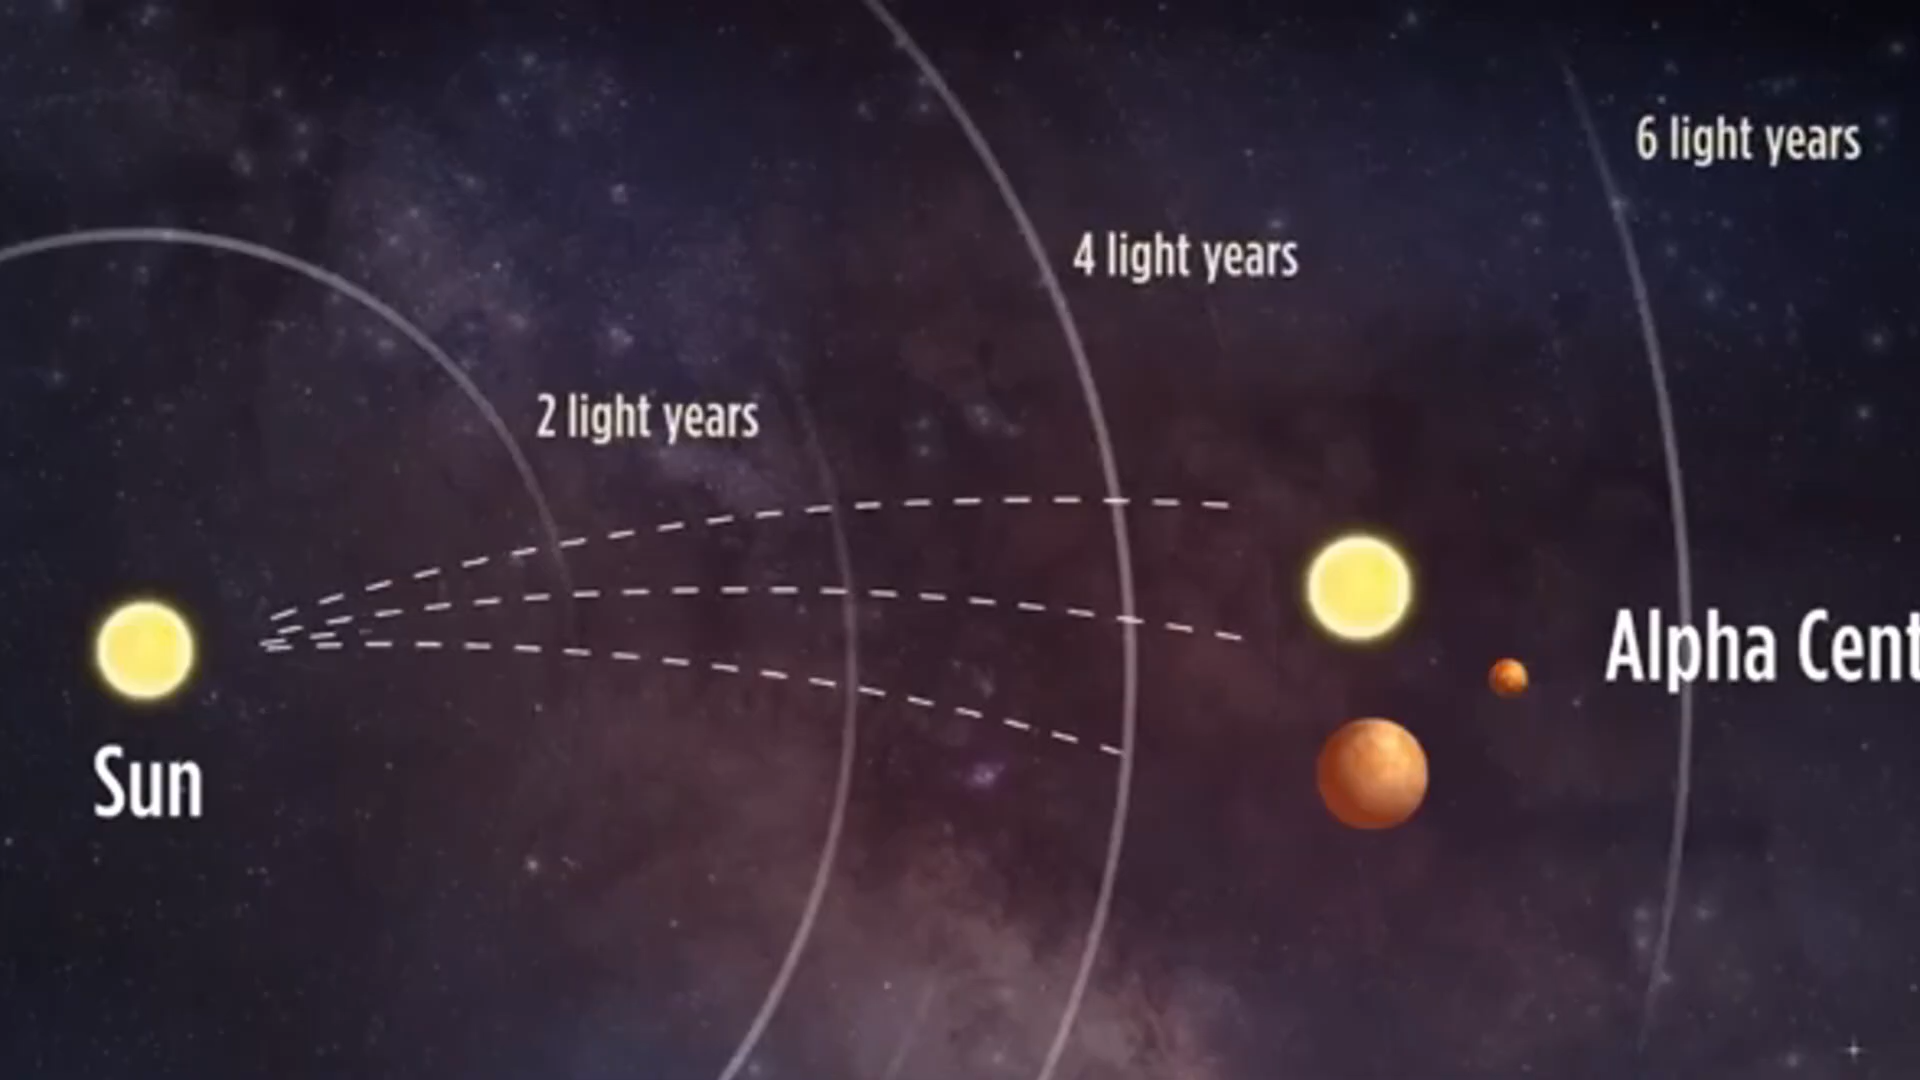 6 light years
4 light years
2 light years
Alpha Cent
Sun